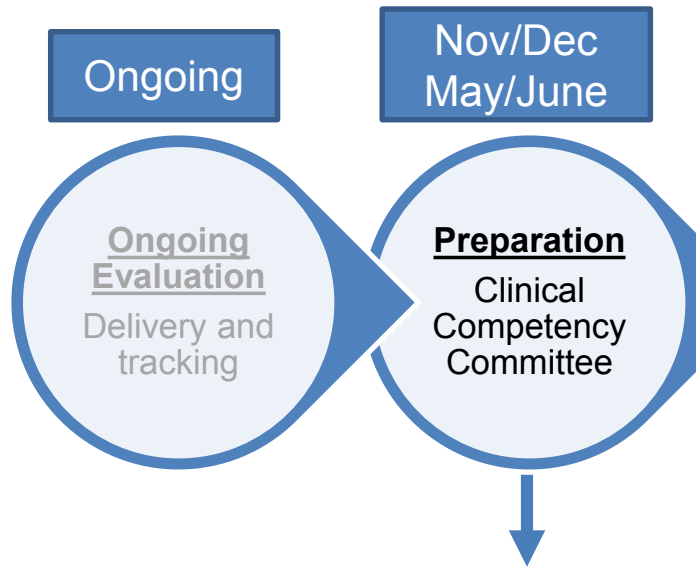 Ongoing
Nov/Dec
May/June
Ongoing
Evaluation
Delivery and
tracking
Preparation
Clinical
Competency
Committee